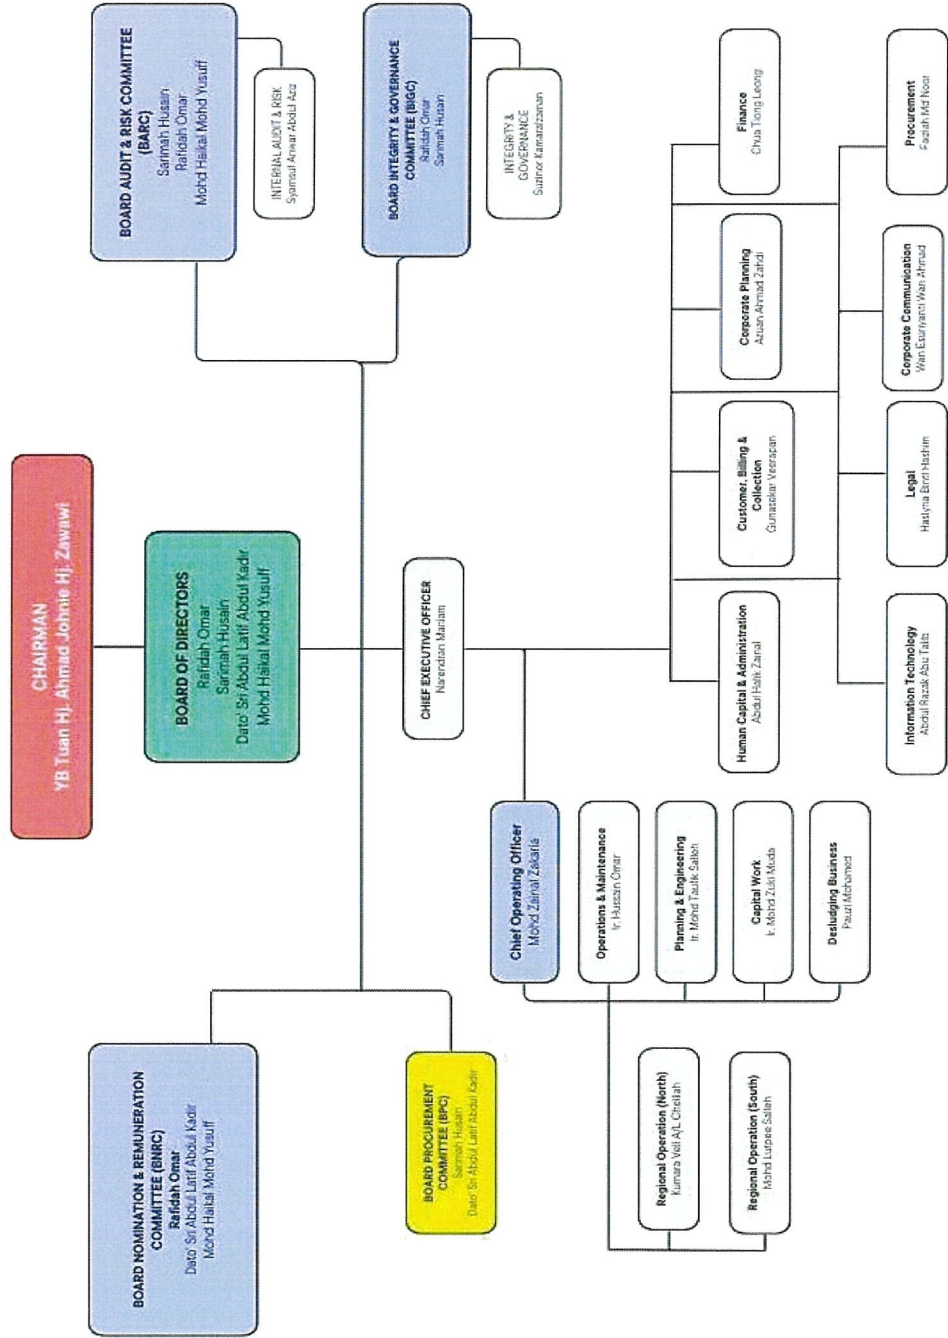 CHAIRMAN
YB Tuan Hj. Ahmad Johnie Hj. Zawawi
BOARD OF DIRECTORS
Rafidah Omar
Sarimah Husain
Dato' Sri Abdul Latif Abdul Kadir
Mohd Haikal Mohd Yusuff
BOARD NOMINATION & REMUNERATION
COMMITTEE (BNRC)
Rafidah Omar
Dato' Sri Abdul Latif Abdul Kadir
Mohd Haikal Mohd Yusuff
BOARD AUDIT & RISK COMMITTEE
(BARC)
Sarimah Husain
Rafidah Omar
Mohd Haikal Mohd Yusuff
INTERNAL AUDIT & RISK
Syamsul Anwar Abdul Aziz
BOARD PROCUREMENT
COMMITTEE (BPC)
Sarimah Husain
Dato' Sri Abdul Latif Abdul Kadir
BOARD INTEGRITY & GOVERNANCE
COMMITTEE (BIGC)
Rafidah Omar
Sarimah Husain
INTEGRITY &
GOVERNANCE
Suzinor Kamaralzaman
CHIEF EXECUTIVE OFFICER
Narendran Maniam
Chief Operating Officer
Mohd Zainal Zakaria
Operations & Maintenance
Ir. Hussain Omar
Planning & Engineering
Ir. Mohd Taufik Salleh
Capital Work
Ir. Mohd Zuki Muda
Desludging Business
Pauzi Mohamed
Regional Operation (North)
Kumara Vell A/L Chelliah
Regional Operation (South)
Mohd Lutpee Salleh
Human Capital & Administration
Abdul Hafik Zainal
Customer, Billing &
Collection
Gunasekar Veerapan
Corporate Planning
Azuan Ahmad Zahdi
Finance
Chua Tiong Leong
Information Technology
Abdul Razak Abu Talib
Legal
Haslyna Binti Hashim
Corporate Communication
Wan Esuriyanti Wan Ahmad
Procurement
Md Noor